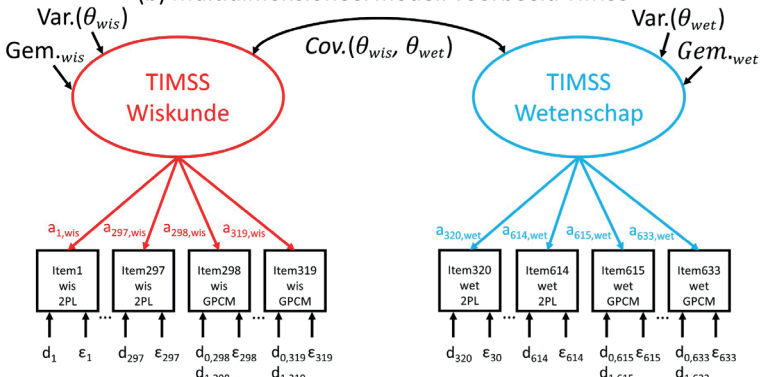 Var.(θwis)
Var.(θwet)
Gem.wis
Cov.(θwis, θwet)
Gem.wet
TIMSS
Wiskunde
TIMSS
Wetenschap
a1,wis a297,wis a298,wis a319,wis
a320,wet a614,wet a615,wet a633,wet
Item1
wis
2PL
Item297
wis
2PL
Item298
wis
GPCM
Item319
wis
GPCM
Item320
wet
2PL
Item614
wet
2PL
Item615
wet
GPCM
Item633
wet
GPCM
... ... ... ...
d1 ε1 d297 ε297 d0,298 ε298 d0,319 ε319 d320 ε30 d614 ε614 d0,615 ε615 d0,633 ε633